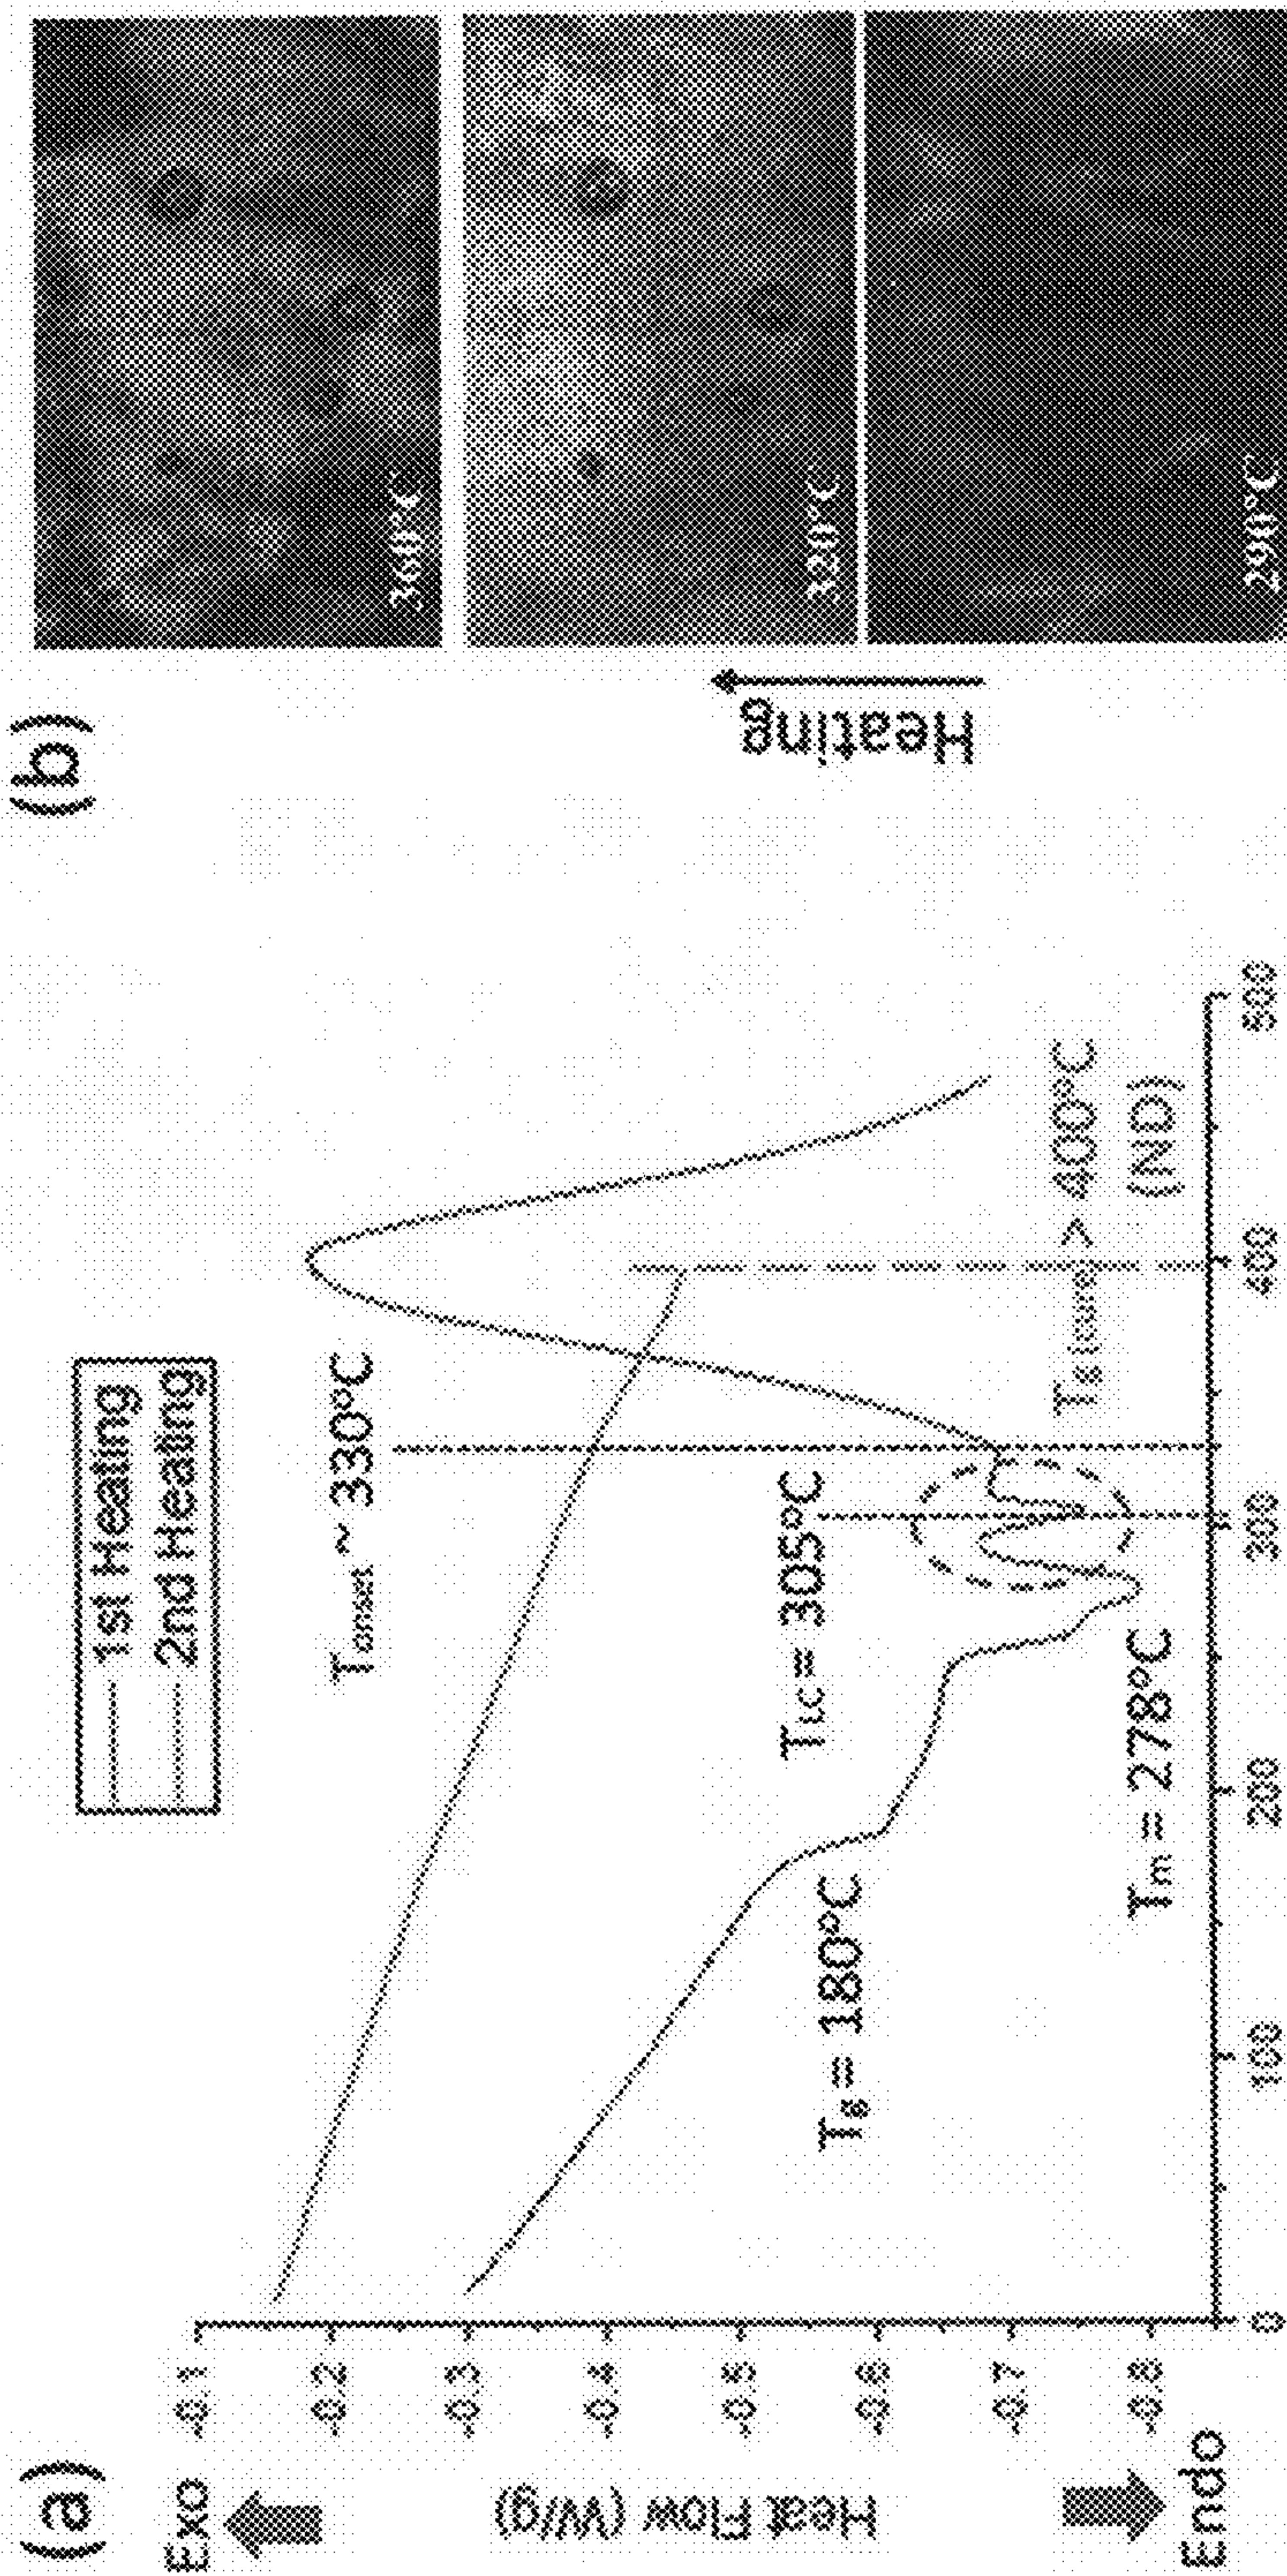 (a)
Exo
Heat Flow (W/g)
Endo
-0.1
-0.2
-0.3
-0.4
-0.5
-0.6
-0.7
-0.8
0
100
200
300
400
500
1st Heating
2nd Heating
Tonset ~ 330°C
TLC = 305°C
Tg = 180°C
Tm = 278°C
Tg (cure) > 400°C
(ND)
(b)
Heating
360°C
320°C
290°C